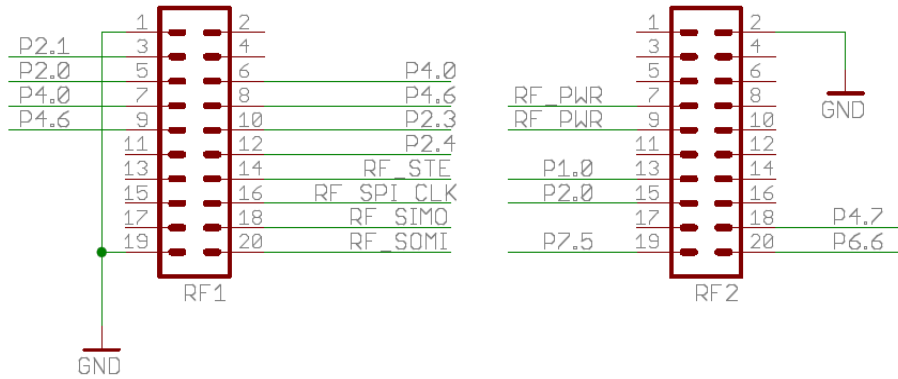 1 2 1 2
P2.1 3 4 3 4
P2.0 5 6 P4.0 5 6
P4.0 7 8 P4.6 RF_PWR 7 8 GND
P4.6 9 10 P2.3 RF_PWR 9 10
11 12 P2.4 11 12
13 14 RF_STE P1.0 13 14
15 16 RF_SPI_CLK P2.0 15 16
17 18 RF_SIMO 17 18 P4.7
19 20 RF_SOMI P7.5 19 20 P6.6
RF1 RF2
GND